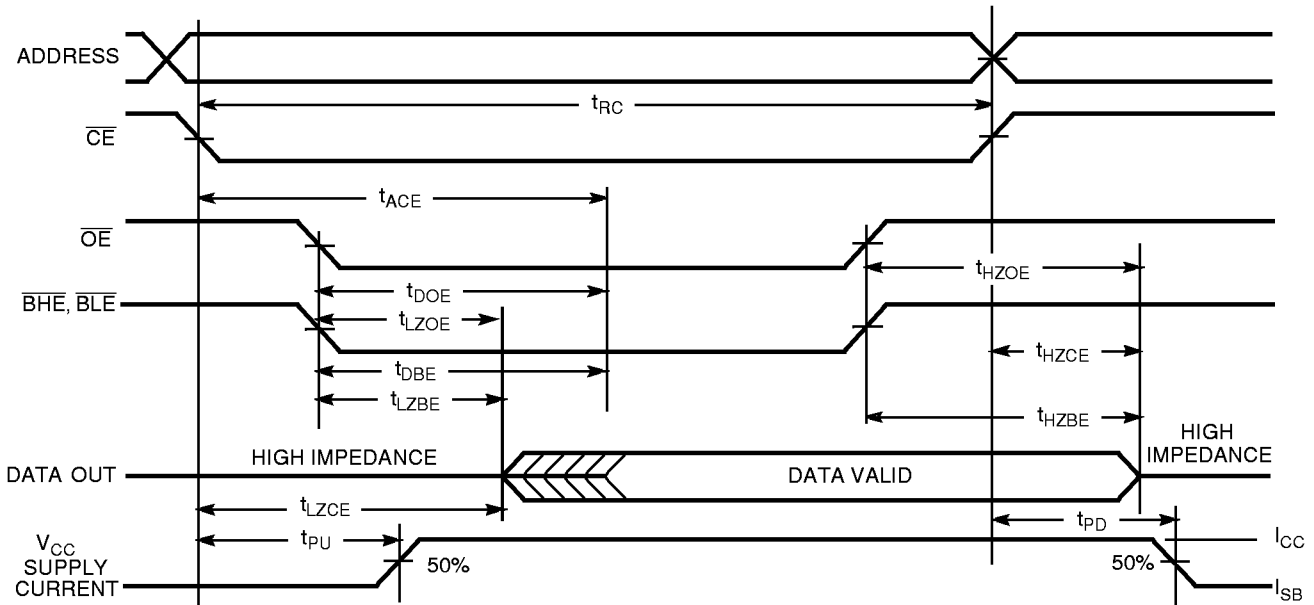 ADDRESS
tRC
CE
tACE
OE
tHZOE
tDOE
BHE, BLE
tLZOE
tHZCE
tDBE
tLZBE
tHZBE
HIGH IMPEDANCE
HIGH
IMPEDANCE
DATA OUT
DATA VALID
tLZCE
tPD
tPU
VCC
SUPPLY
CURRENT
50%
50%
ICC
ISB